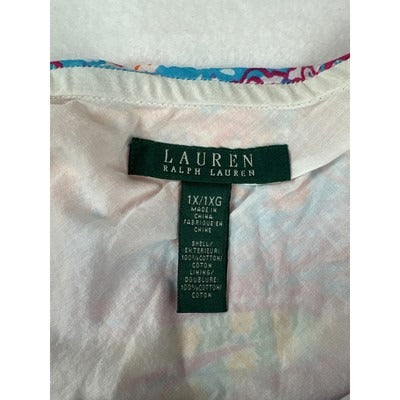 LAUREN
RALPH LAUREN
1X/1XG
MADE IN
CHINA
FABRIQUE EN
CHINE
SHELL/
EXTERIEUR:
100%COTTON/
COTON
LINING/
DOUBLURE:
100%COTTON/
COTON